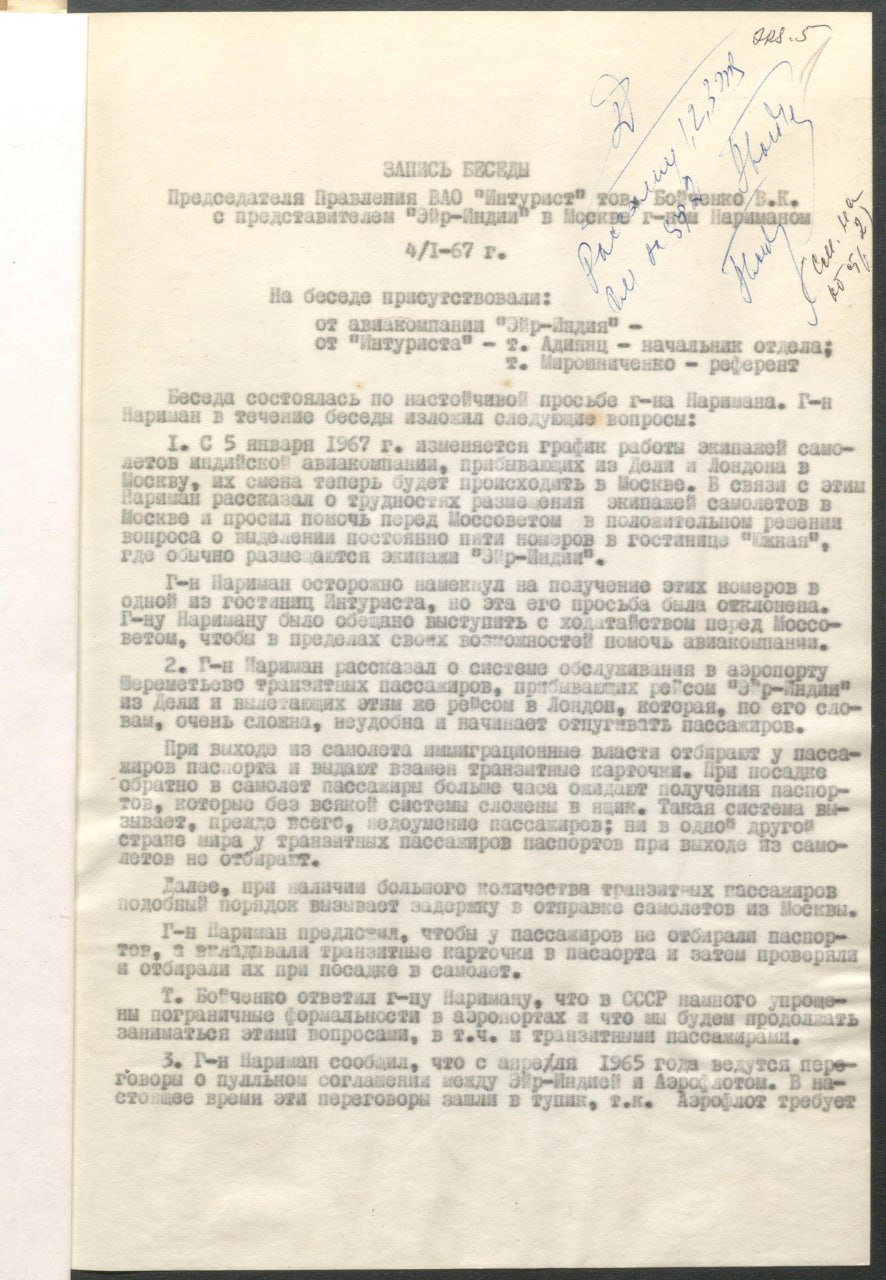 экз. 5
ЗАПИСЬ БЕСЕДЫ
Председателя Правления ВАО "Интурист" тов. Бойченко В.К.
с представителем "Эйр-Индии" в Москве г-ном Нариманом
4/I-67 г.
На беседе присутствовали:
от авиакомпании "Эйр-Индия" -
от "Интуриста" - т. Адиянц - начальник отдела;
т. Мирошниченко - референт
Беседа состоялась по настойчивой просьбе г-на Наримана. Г-н
Нариман в течение беседы изложил следующие вопросы:
I. С 5 января 1967 г. изменяется график работы экипажей само-
летов индийской авиакомпании, прибывающих из Дели и Лондона в
Москву, их смена теперь будет происходить в Москве. В связи с этим
Нариман рассказал о трудностях размещения экипажей самолетов в
Москве и просил помочь перед Моссоветом в положительном решении
вопроса о выделении постоянно пяти номеров в гостинице "Южная",
где обычно размещаются экипажи "Эйр-Индии".
Г-н Нариман осторожно намекнул на получение этих номеров в
одной из гостиниц Интуриста, но эта его просьба была отклонена.
Г-ну Нариману было обещано выступить с ходатайством перед Моссо-
ветом, чтобы в пределах своих возможностей помочь авиакомпании.
2. Г-н Нариман рассказал о системе обслуживания в аэропорту
Шереметьево транзитных пассажиров, прибывающих рейсом "Эйр-Индии"
из Дели и вылетающих этим же рейсом в Лондон, которая, по его сло-
вам, очень сложна, неудобна и начинает отпугивать пассажиров.
При выходе из самолета иммиграционные власти отбирают у пасса-
жиров паспорта и выдают взамен транзитные карточки. При посадке
обратно в самолет пассажиры больше часа ожидают получения паспор-
тов, которые без всякой системы сложены в ящик. Такая система вы-
зывает, прежде всего, недоумение пассажиров; ни в одной другой
стране мира у транзитных пассажиров паспортов при выходе из само-
летов не отбирают.
Далее, при наличии большого количества транзитных пассажиров
подобный порядок вызывает задержку в отправке самолетов из Москвы.
Г-н Нариман предложил, чтобы у пассажиров не отбирали паспор-
тов, а вкладывали транзитные карточки в пасаорта и затем проверяли
и отбирали их при посадке в самолет.
Т. Бойченко ответил г-ну Нариману, что в СССР намного упроще-
ны пограничные формальности в аэропортах и что мы будем продолжать
заниматься этими вопросами, в т.ч. и транзитными пассажирами.
3. Г-н Нариман сообщил, что с апре/ля 1965 года ведутся пере-
говоры о пулльном соглашении между Эйр-Индией и Аэрофлотом. В на-
стоящее время эти переговоры зашли в тупик, т.к. Аэрофлот требует